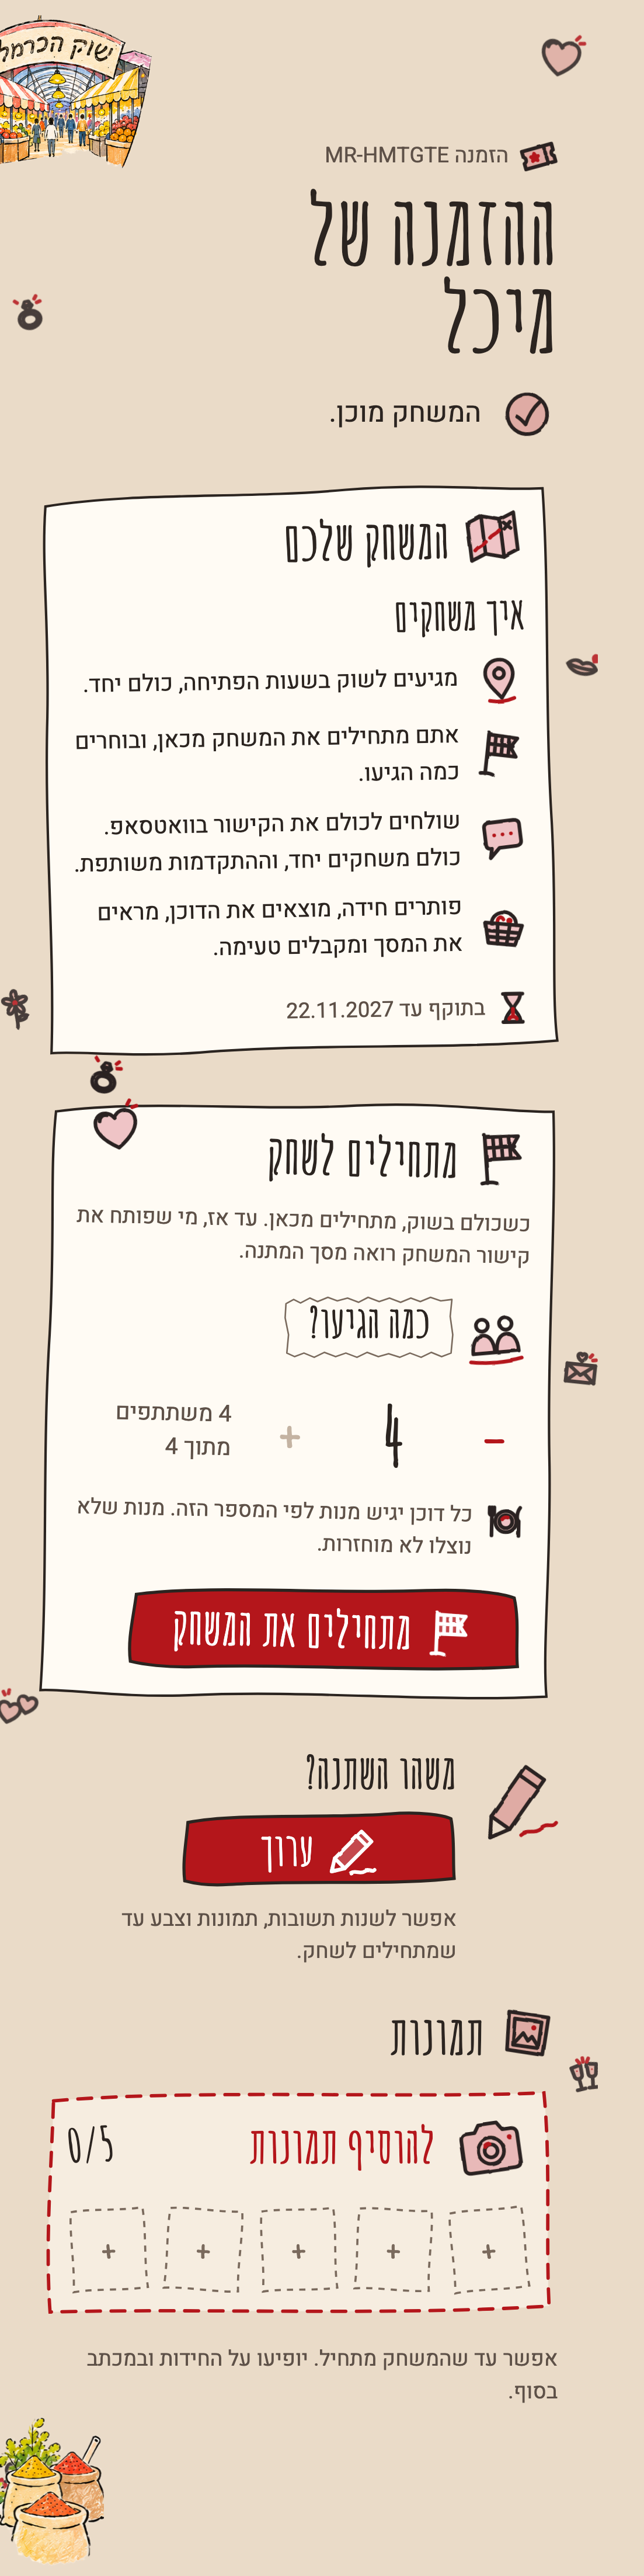 שוק הכרמל
הזמנה MR-HMTGTE
ההזמנה של
מיכל
המשחק מוכן.
המשחק שלכם
איך משחקים
מגיעים לשוק בשעות הפתיחה, כולם יחד.
אתם מתחילים את המשחק מכאן, ובוחרים
כמה הגיעו.
שולחים לכולם את הקישור בוואטסאפ.
כולם משחקים יחד, וההתקדמות משותפת.
פותרים חידה, מוצאים את הדוכן, מראים
את המסך ומקבלים טעימה.
בתוקף עד 22.11.2027
מתחילים לשחק
כשכולם בשוק, מתחילים מכאן. עד אז, מי שפותח את
קישור המשחק רואה מסך המתנה.
כמה הגיעו?
− 4 +
4 משתתפים
מתוך 4
כל דוכן יגיש מנות לפי המספר הזה. מנות שלא
נוצלו לא מוחזרות.
מתחילים את המשחק
משהו השתנה?
ערוך
אפשר לשנות תשובות, תמונות וצבע עד
שמתחילים לשחק.
תמונות
להוסיף תמונות 0/5
+ + + + +
אפשר עד שהמשחק מתחיל. יופיעו על החידות ובמכתב
בסוף.